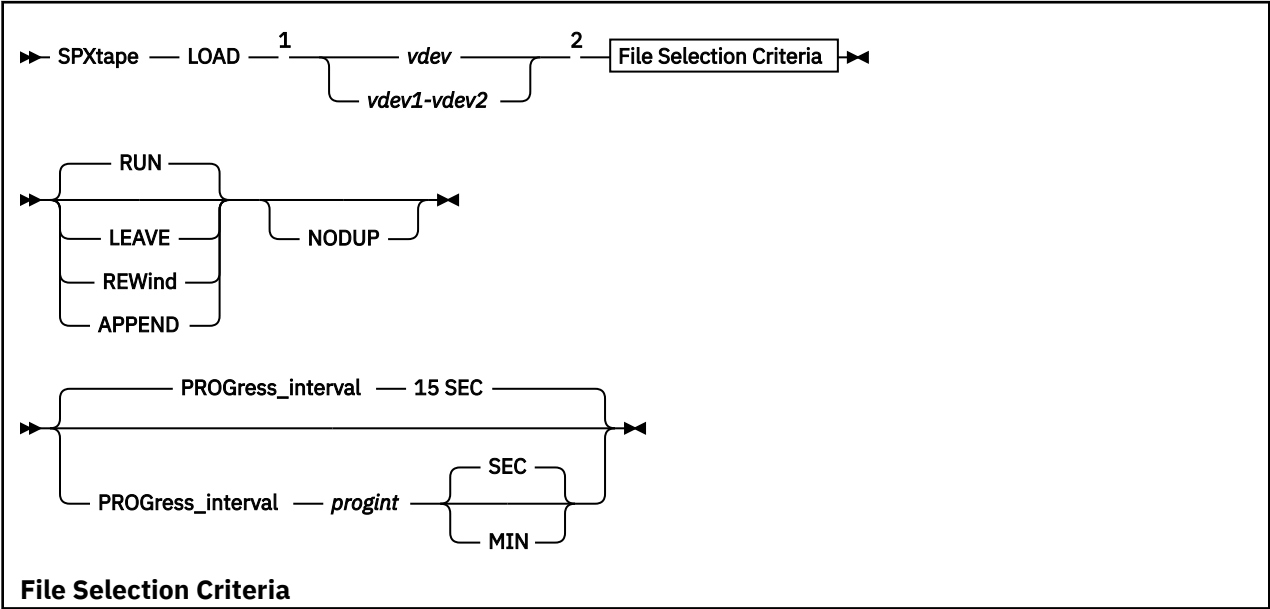 SPXtape LOAD 1 vdev 2 File Selection Criteria
vdev1-vdev2
RUN
LEAVE NODUP
REWind
APPEND
PROGress_interval 15 SEC
SEC
PROGress_interval progint
MIN
File Selection Criteria